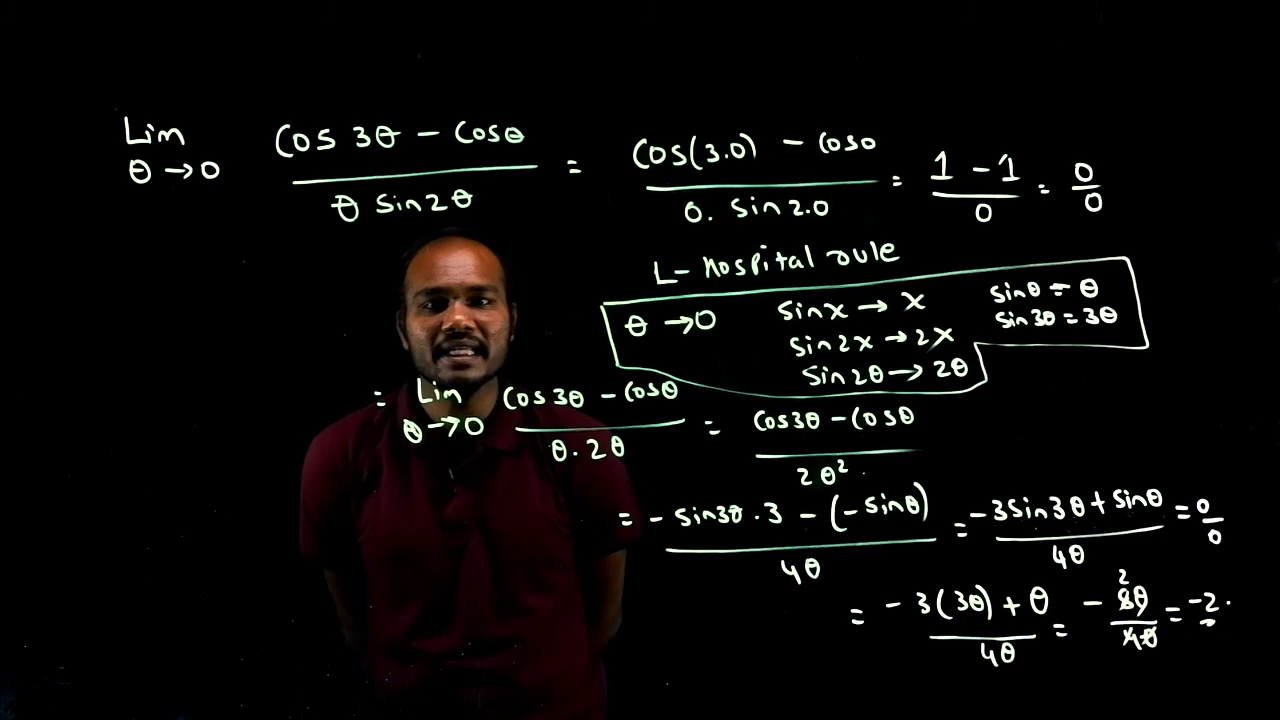 Lim θ→0 Cos 3θ - Cosθ / θ Sin2θ = Cos(3.0) - Coso / 0. Sin2.0 = 1 - 1 / 0 = 0/0
L- Hospital rule
θ →0 Sinx → x Sinθ = θ
Sin2x → 2x Sin3θ = 3θ
Sin2θ → 2θ
= Lim θ→0 Cos3θ - Cosθ / θ.2θ = Cos3θ - Cosθ / 2θ²
= - Sin3θ.3 - (-Sinθ) / 4θ = -3Sin3θ + Sinθ / 4θ = 0/0
= - 3(3θ) + θ / 4θ = - 8θ / 4θ 2 = -2.